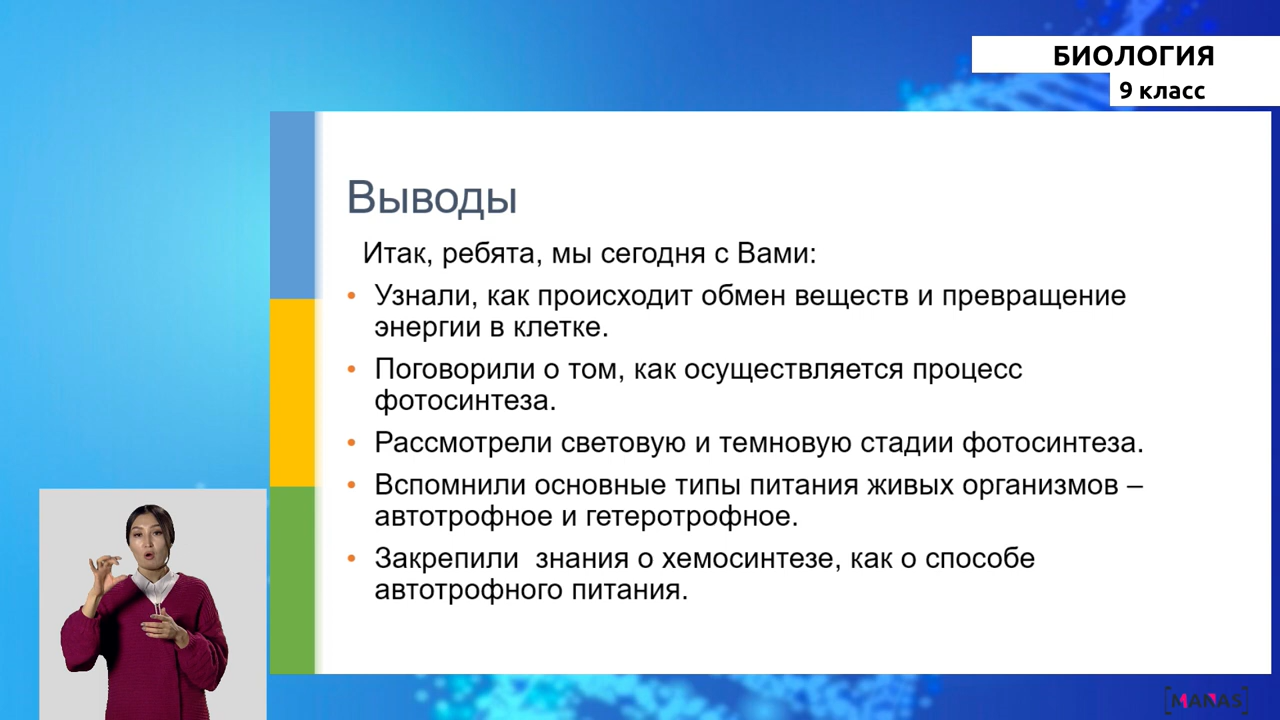 БИОЛОГИЯ
9 класс
Выводы
Итак, ребята, мы сегодня с Вами:
• Узнали, как происходит обмен веществ и превращение
энергии в клетке.
• Поговорили о том, как осуществляется процесс
фотосинтеза.
• Рассмотрели световую и темновую стадии фотосинтеза.
• Вспомнили основные типы питания живых организмов –
автотрофное и гетеротрофное.
• Закрепили  знания о хемосинтезе, как о способе
автотрофного питания.
[MANAS]